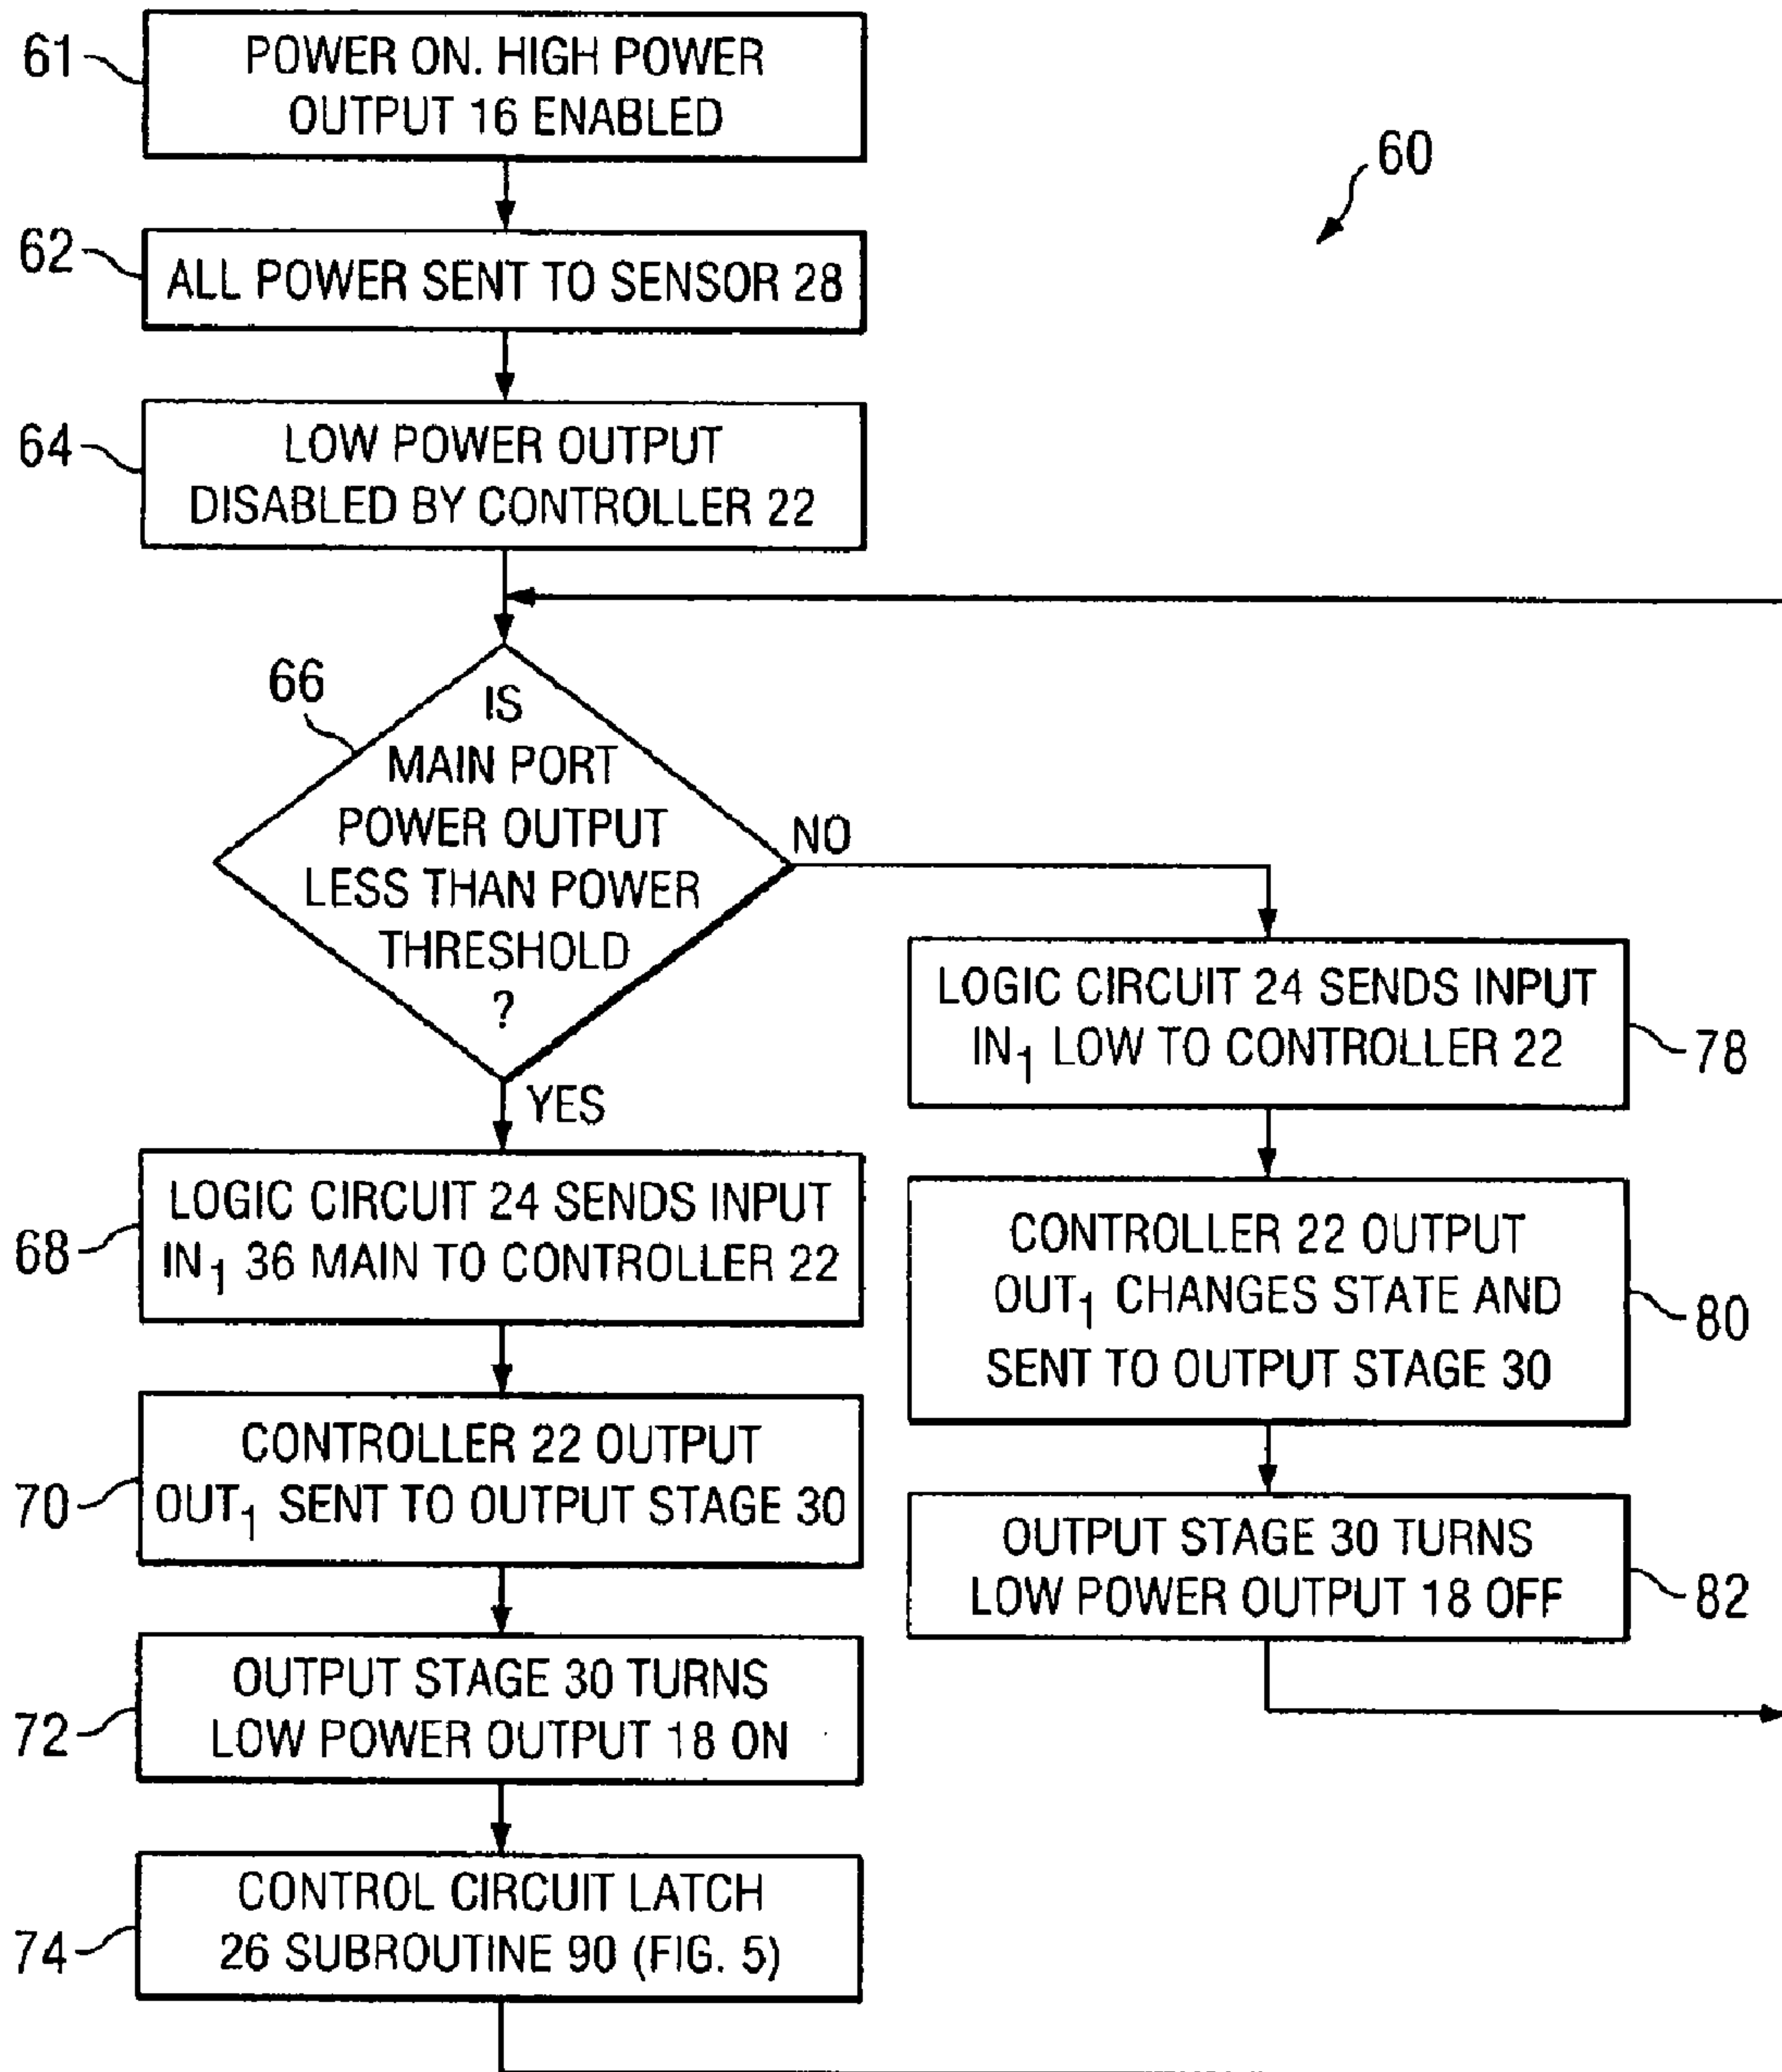 61
POWER ON. HIGH POWER
OUTPUT 16 ENABLED
60
62
ALL POWER SENT TO SENSOR 28
64
LOW POWER OUTPUT
DISABLED BY CONTROLLER 22
66
IS
MAIN PORT
POWER OUTPUT
LESS THAN POWER
THRESHOLD
?
NO
YES
68
LOGIC CIRCUIT 24 SENDS INPUT
IN1 36 MAIN TO CONTROLLER 22
70
CONTROLLER 22 OUTPUT
OUT1 SENT TO OUTPUT STAGE 30
72
OUTPUT STAGE 30 TURNS
LOW POWER OUTPUT 18 ON
74
CONTROL CIRCUIT LATCH
26 SUBROUTINE 90 (FIG. 5)
LOGIC CIRCUIT 24 SENDS INPUT
IN1 LOW TO CONTROLLER 22
78
CONTROLLER 22 OUTPUT
OUT1 CHANGES STATE AND
SENT TO OUTPUT STAGE 30
80
OUTPUT STAGE 30 TURNS
LOW POWER OUTPUT 18 OFF
82